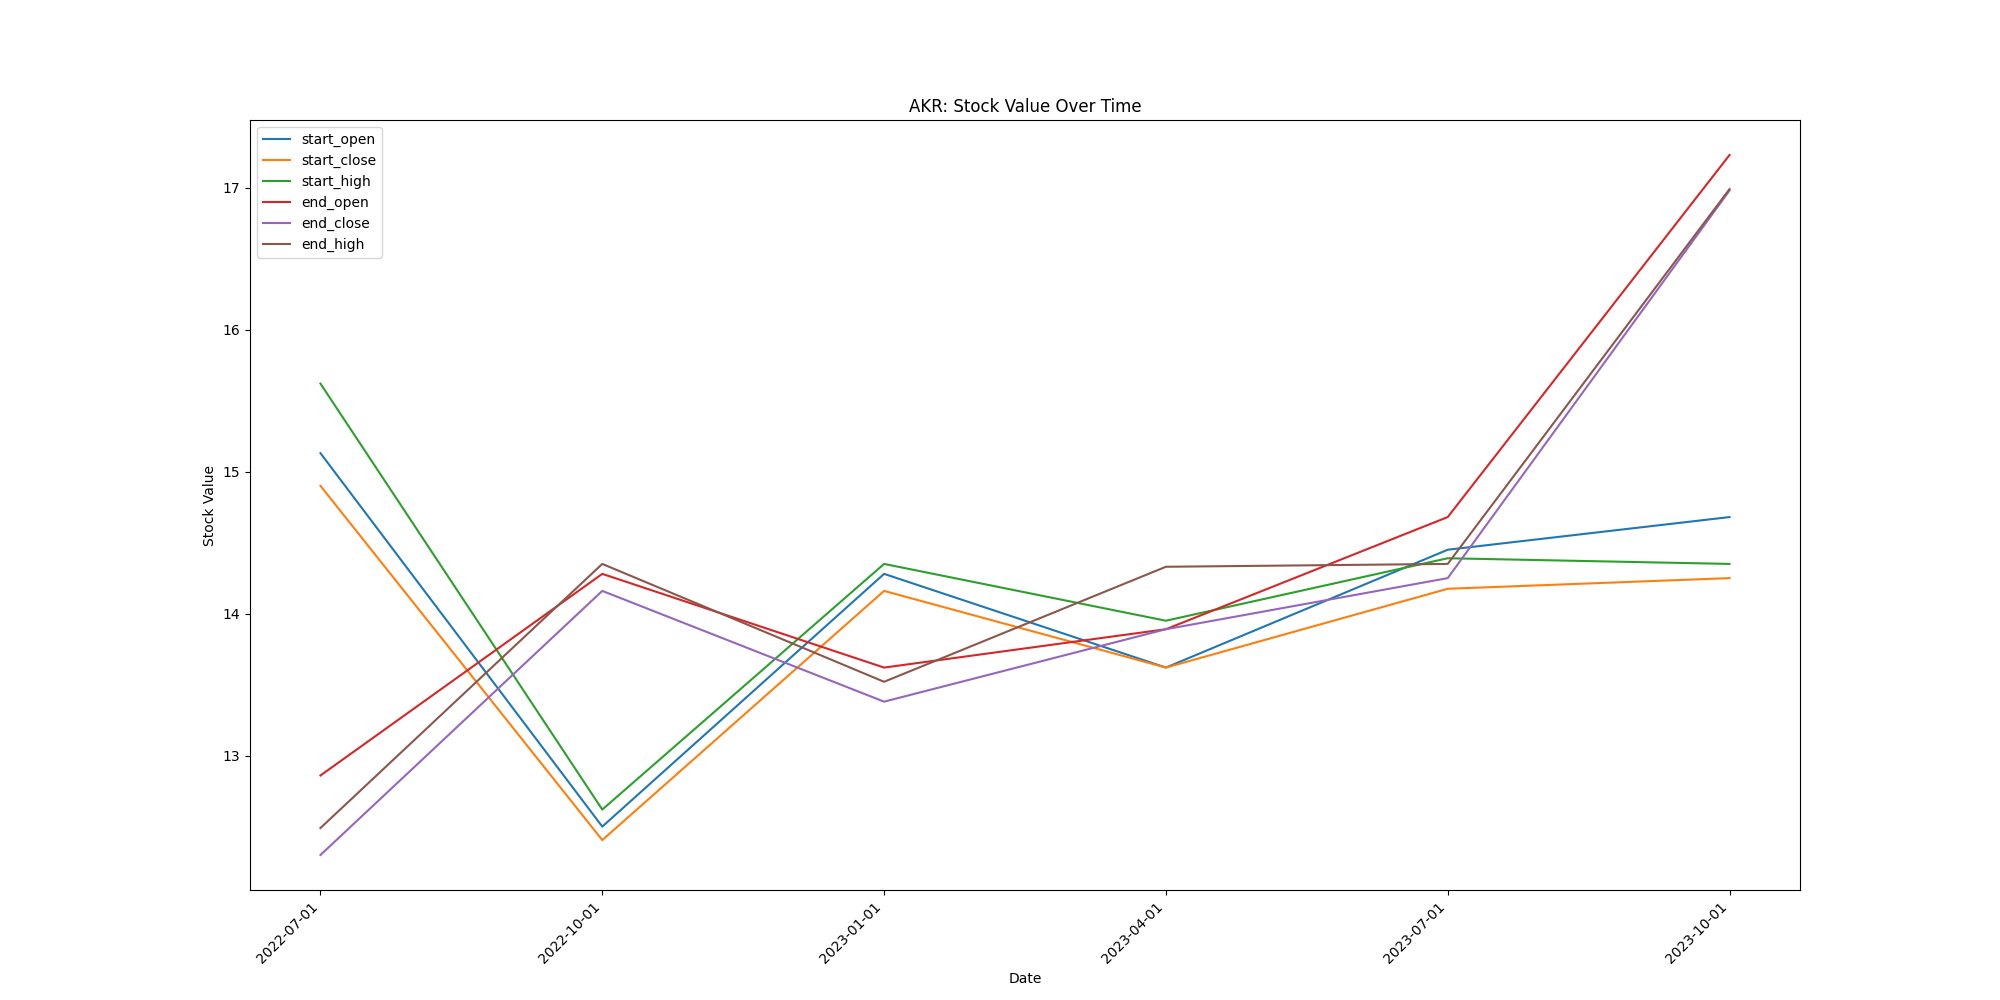 AKR: Stock Value Over Time
start_open
start_close
start_high
end_open
end_close
end_high
17
16
15
14
13
Stock Value
2022-07-01
2022-10-01
2023-01-01
2023-04-01
2023-07-01
2023-10-01
Date